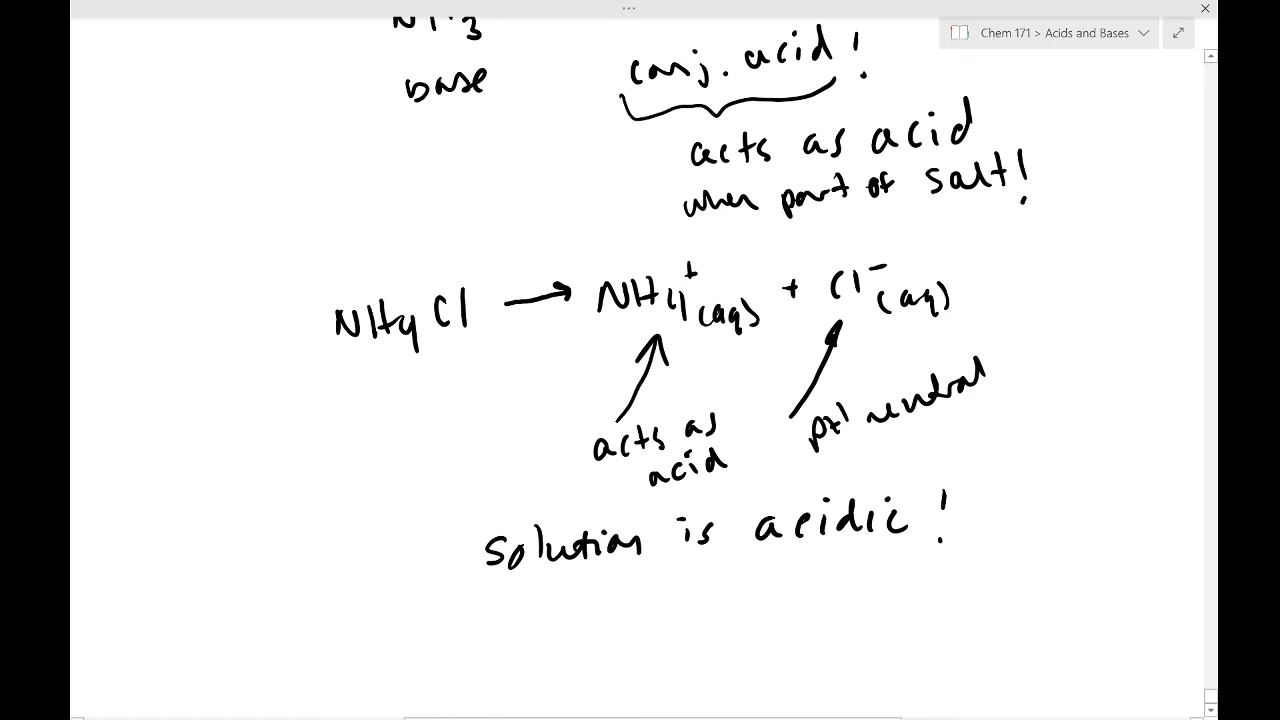 Chem 171 > Acids and Bases
NH3
base
conj. acid!
acts as acid
when part of salt!
NH4Cl → NH4+(aq) + Cl-(aq)
acts as
acid
pH neutral
solution is acidic!